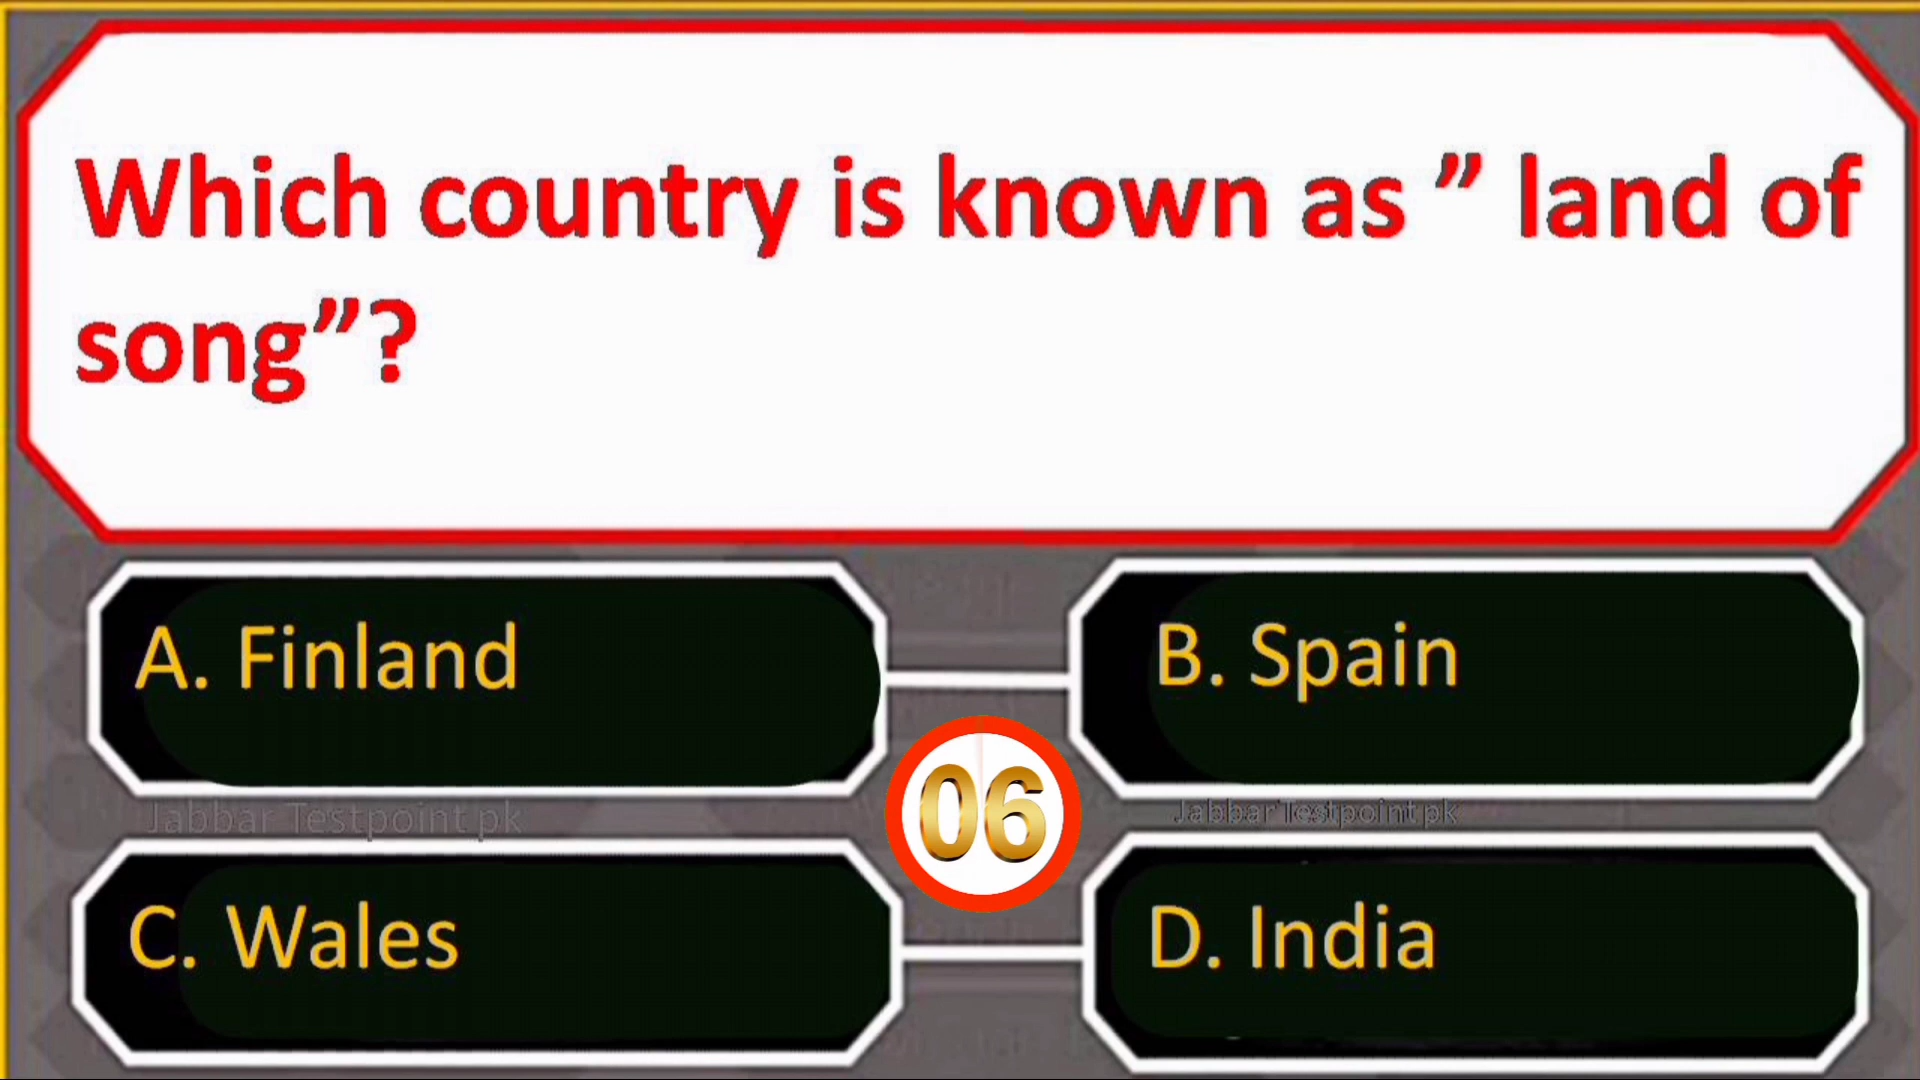 Which country is known as ” land of
song”?
A. Finland
B. Spain
Jabbar Testpoint pk
06
Jabbar Testpoint pk
C. Wales
D. India